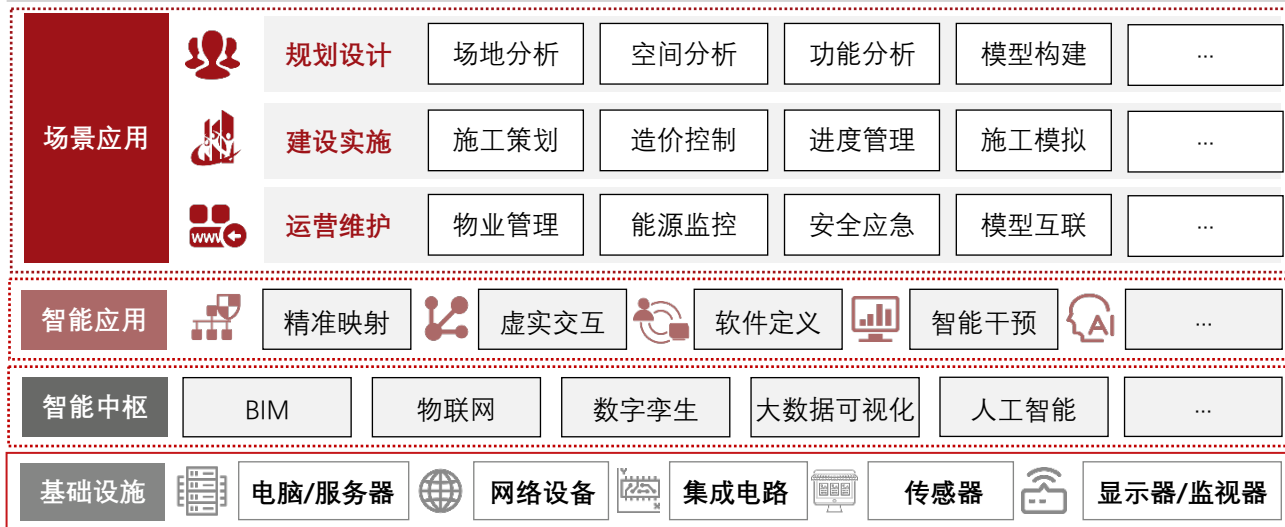 场景应用
规划设计 场地分析 空间分析 功能分析 模型构建 ...
建设实施 施工策划 造价控制 进度管理 施工模拟 ...
www 运营维护 物业管理 能源监控 安全应急 模型互联 ...
智能应用 精准映射 虚实交互 软件定义 智能干预 AI ...
智能中枢 BIM 物联网 数字孪生 大数据可视化 人工智能 ...
基础设施 电脑/服务器 网络设备 Y X 集成电路 传感器 显示器/监视器